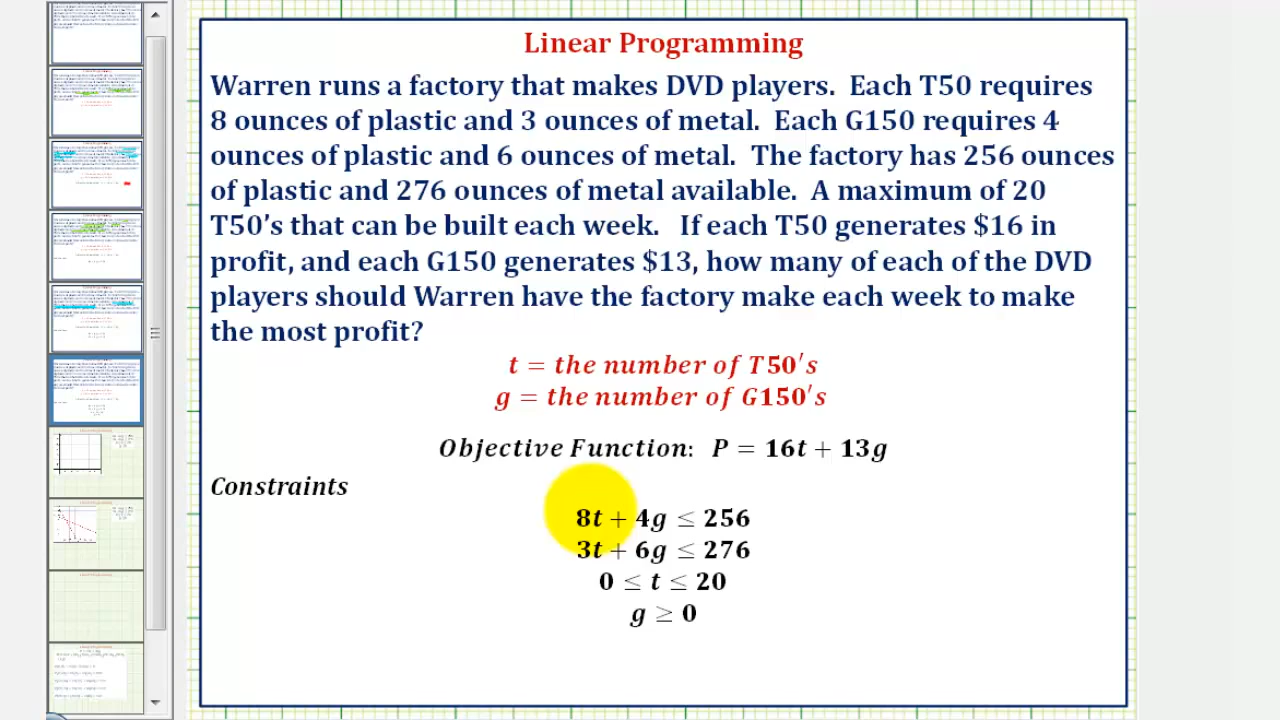 Linear Programming
Warren runs a factory that makes DVD players. Each T50 requires
8 ounces of plastic and 3 ounces of metal. Each G150 requires 4
ounces of plastic and 6 ounces of metal. The factory has 256 ounces
of plastic and 276 ounces of metal available. A maximum of 20
T50's that can be built each week. If each T50 generates $16 in
profit, and each G150 generates $13, how many of each of the DVD
players should Warren have the factory make each week to make
the most profit?
t = the number of T50's
g = the number of G150's
Objective Function: P = 16t + 13g
Constraints
8t + 4g ≤ 256
3t + 6g ≤ 276
0 ≤ t ≤ 20
g ≥ 0